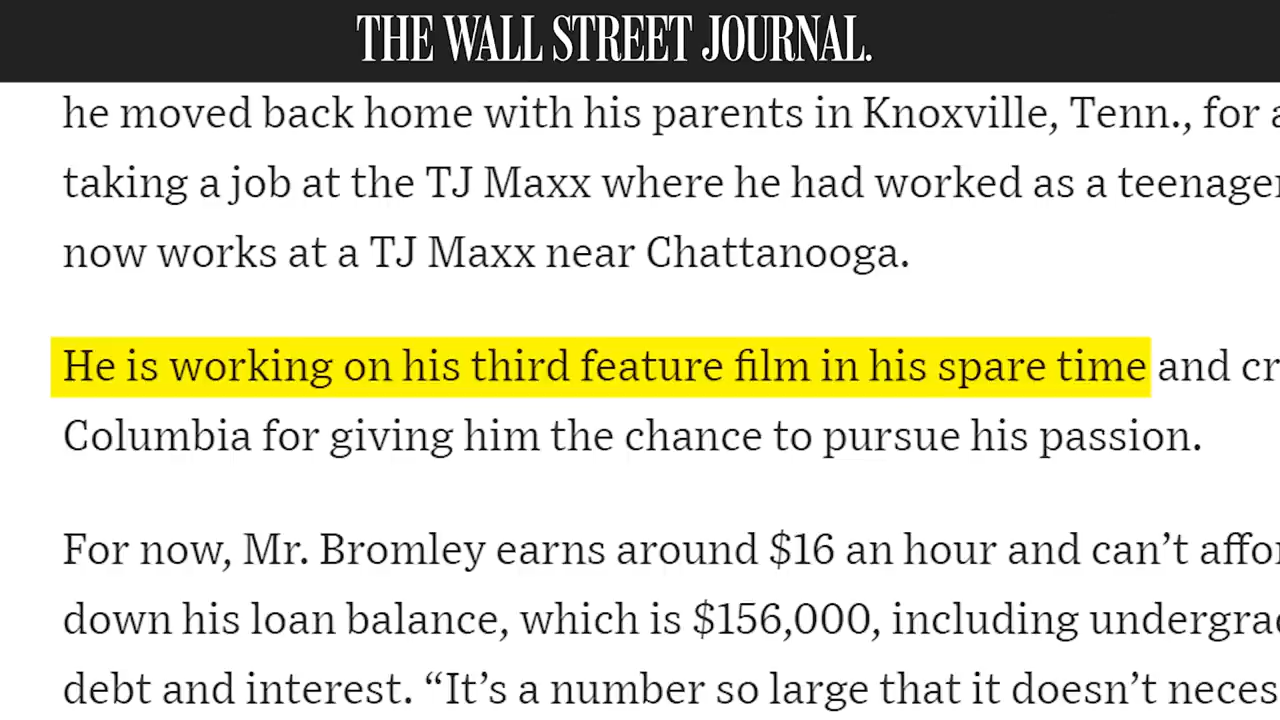 THE WALL STREET JOURNAL.
he moved back home with his parents in Knoxville, Tenn., for a
taking a job at the TJ Maxx where he had worked as a teenager
now works at a TJ Maxx near Chattanooga.
He is working on his third feature film in his spare time and cr
Columbia for giving him the chance to pursue his passion.
For now, Mr. Bromley earns around $16 an hour and can’t affor
down his loan balance, which is $156,000, including undergrad
debt and interest. “It’s a number so large that it doesn’t neces